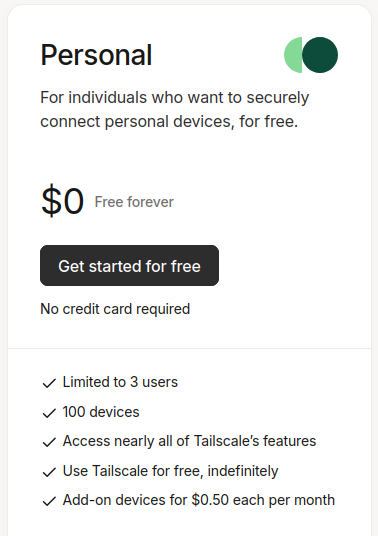 Personal
For individuals who want to securely
connect personal devices, for free.
$0 Free forever
Get started for free
No credit card required
Limited to 3 users
100 devices
Access nearly all of Tailscale’s features
Use Tailscale for free, indefinitely
Add-on devices for $0.50 each per month